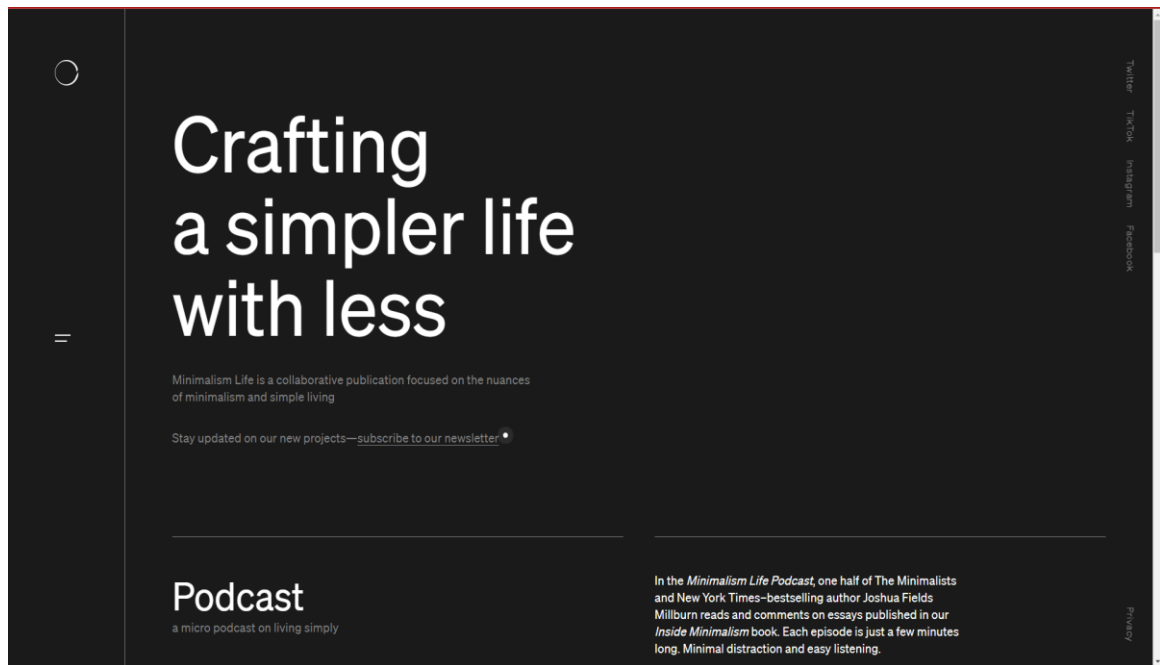 Crafting
a simpler life
with less
Minimalism Life is a collaborative publication focused on the nuances
of minimalism and simple living
Stay updated on our new projects—subscribe to our newsletter
Twitter
TikTok
Instagram
Facebook
Podcast
a micro podcast on living simply
In the Minimalism Life Podcast, one half of The Minimalists
and New York Times–bestselling author Joshua Fields
Millburn reads and comments on essays published in our
Inside Minimalism book. Each episode is just a few minutes
long. Minimal distraction and easy listening.
Privacy